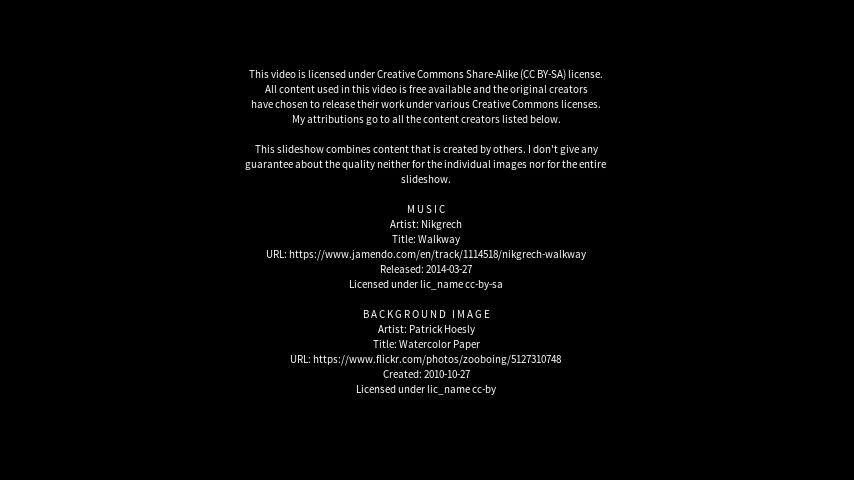 This video is licensed under Creative Commons Share-Alike (CC BY-SA) license.
All content used in this video is free available and the original creators
have chosen to release their work under various Creative Commons licenses.
My attributions go to all the content creators listed below.
This slideshow combines content that is created by others. I don't give any
guarantee about the quality neither for the individual images nor for the entire
slideshow.
MUSIC
Artist: Nikgrech
Title: Walkway
URL: https://www.jamendo.com/en/track/1114518/nikgrech-walkway
Released: 2014-03-27
Licensed under lic_name cc-by-sa
BACKGROUND IMAGE
Artist: Patrick Hoesly
Title: Watercolor Paper
URL: https://www.flickr.com/photos/zooboing/5127310748
Created: 2010-10-27
Licensed under lic_name cc-by